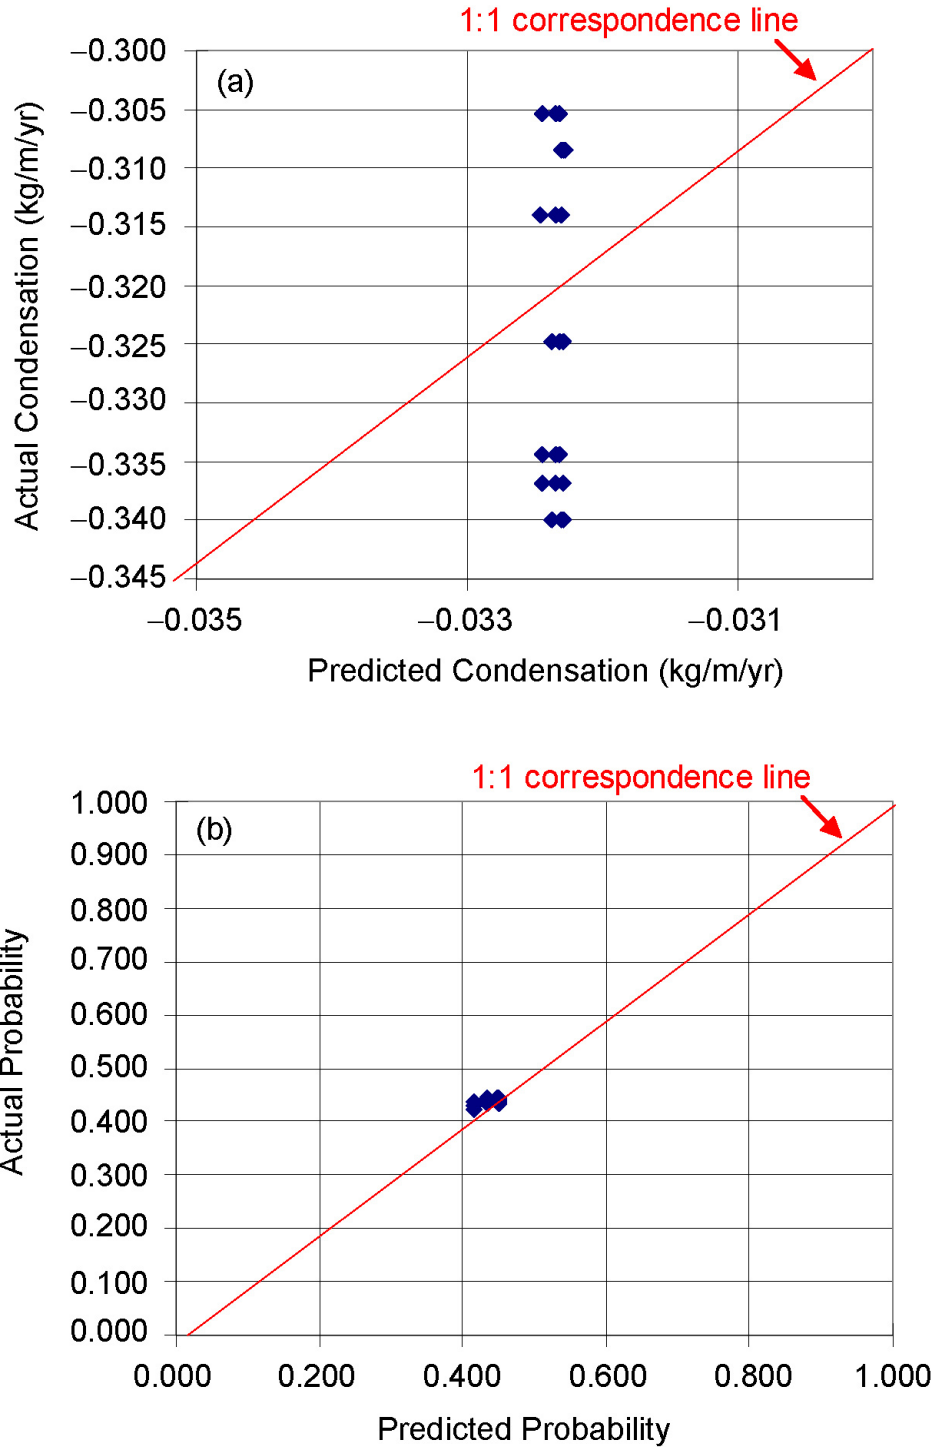 1:1 correspondence line
(a)
Actual Condensation (kg/m/yr)
−0.300
−0.305
−0.310
−0.315
−0.320
−0.325
−0.330
−0.335
−0.340
−0.345
−0.035 −0.033 −0.031
Predicted Condensation (kg/m/yr)
1:1 correspondence line
(b)
Actual Probability
1.000
0.900
0.800
0.700
0.600
0.500
0.400
0.300
0.200
0.100
0.000
0.000 0.200 0.400 0.600 0.800 1.000
Predicted Probability